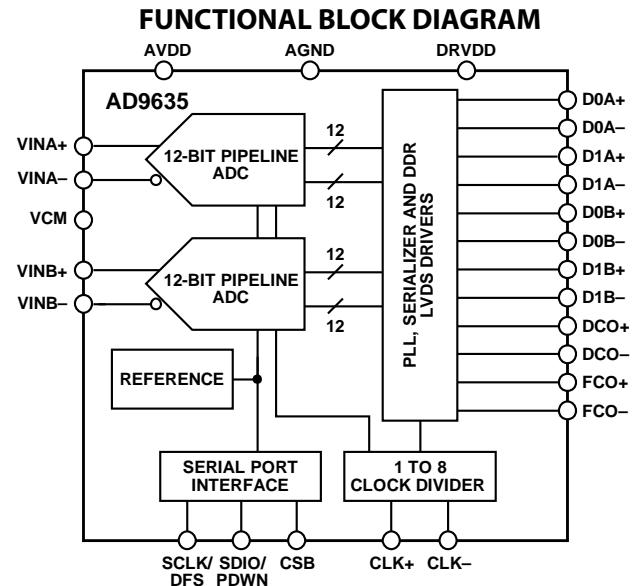 FUNCTIONAL BLOCK DIAGRAM
AVDD AGND DRVDD
AD9635
VINA+
VINA–
VCM
VINB+
VINB–
12-BIT PIPELINE
ADC
12
12
12-BIT PIPELINE
ADC
12
12
REFERENCE
PLL, SERIALIZER AND DDR
LVDS DRIVERS
D0A+
D0A–
D1A+
D1A–
D0B+
D0B–
D1B+
D1B–
DCO+
DCO–
FCO+
FCO–
SERIAL PORT
INTERFACE
1 TO 8
CLOCK DIVIDER
SCLK/
DFS
SDIO/
PDWN
CSB
CLK+
CLK–